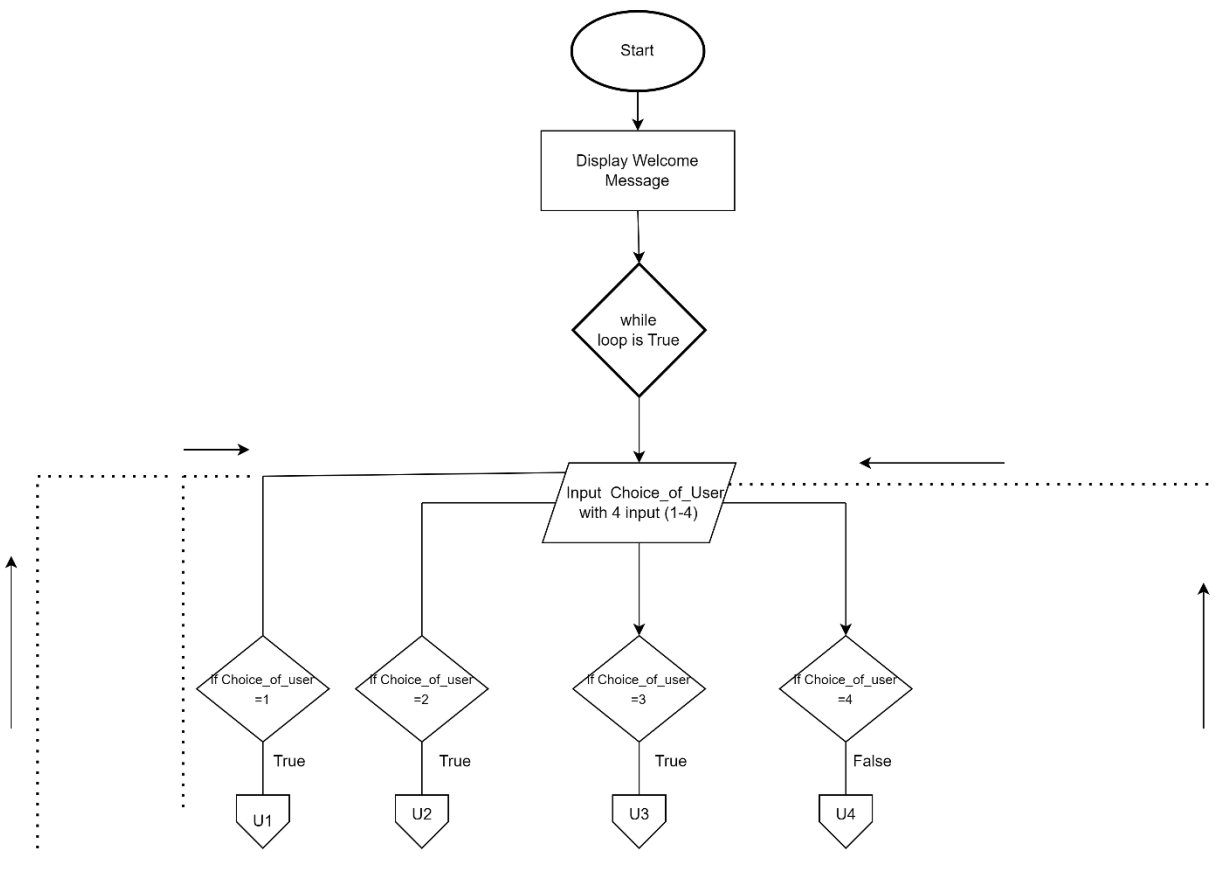 Start
Display Welcome
Message
while
loop is True
Input Choice_of_User
with 4 input (1-4)
If Choice_of_user
=1
If Choice_of_user
=2
If Choice_of_user
=3
If Choice_of_user
=4
True
True
True
False
U1
U2
U3
U4